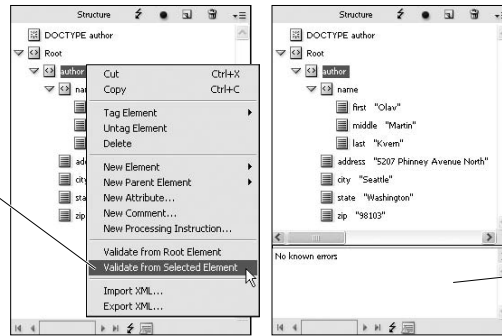 Structure
DOCTYPE author
Root
author
Cut Ctrl+X
Copy Ctrl+C
Tag Element
Untag Element
Delete
New Element
New Parent Element
New Attribute...
New Comment...
New Processing Instruction...
Validate from Root Element
Validate from Selected Element
Import XML...
Export XML...
Structure
DOCTYPE author
Root
author
name
first "Olav"
middle "Martin"
last "Kvern"
address "5207 Phinney Avenue North"
city "Seattle"
state "Washington"
zip "98103"
No known errors